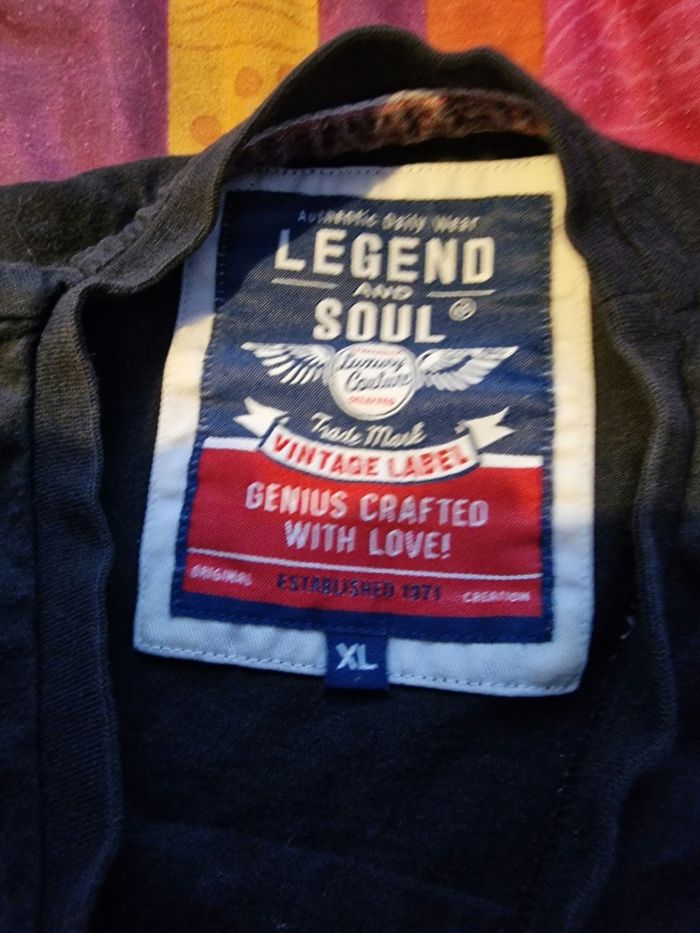 Authentic Daily Wear
LEGEND
AND
SOUL ®
Luxury
Couture
SELECTED
Trade Mark
VINTAGE LABEL
GENIUS CRAFTED
WITH LOVE!
ORIGINAL ESTABLISHED 1971 CREATION
XL